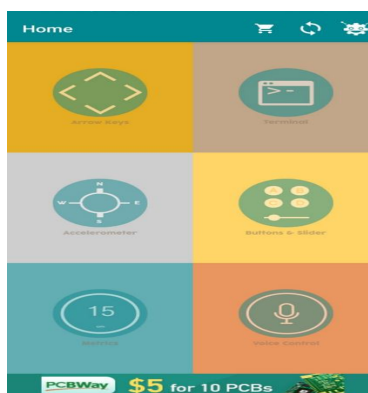 Home
Arrow Keys
Terminal
N
W E
S
Accelerometer
A B
C D
Buttons & Slider
15
Metrics
Voice Control
PCBWay $5 for 10 PCBs